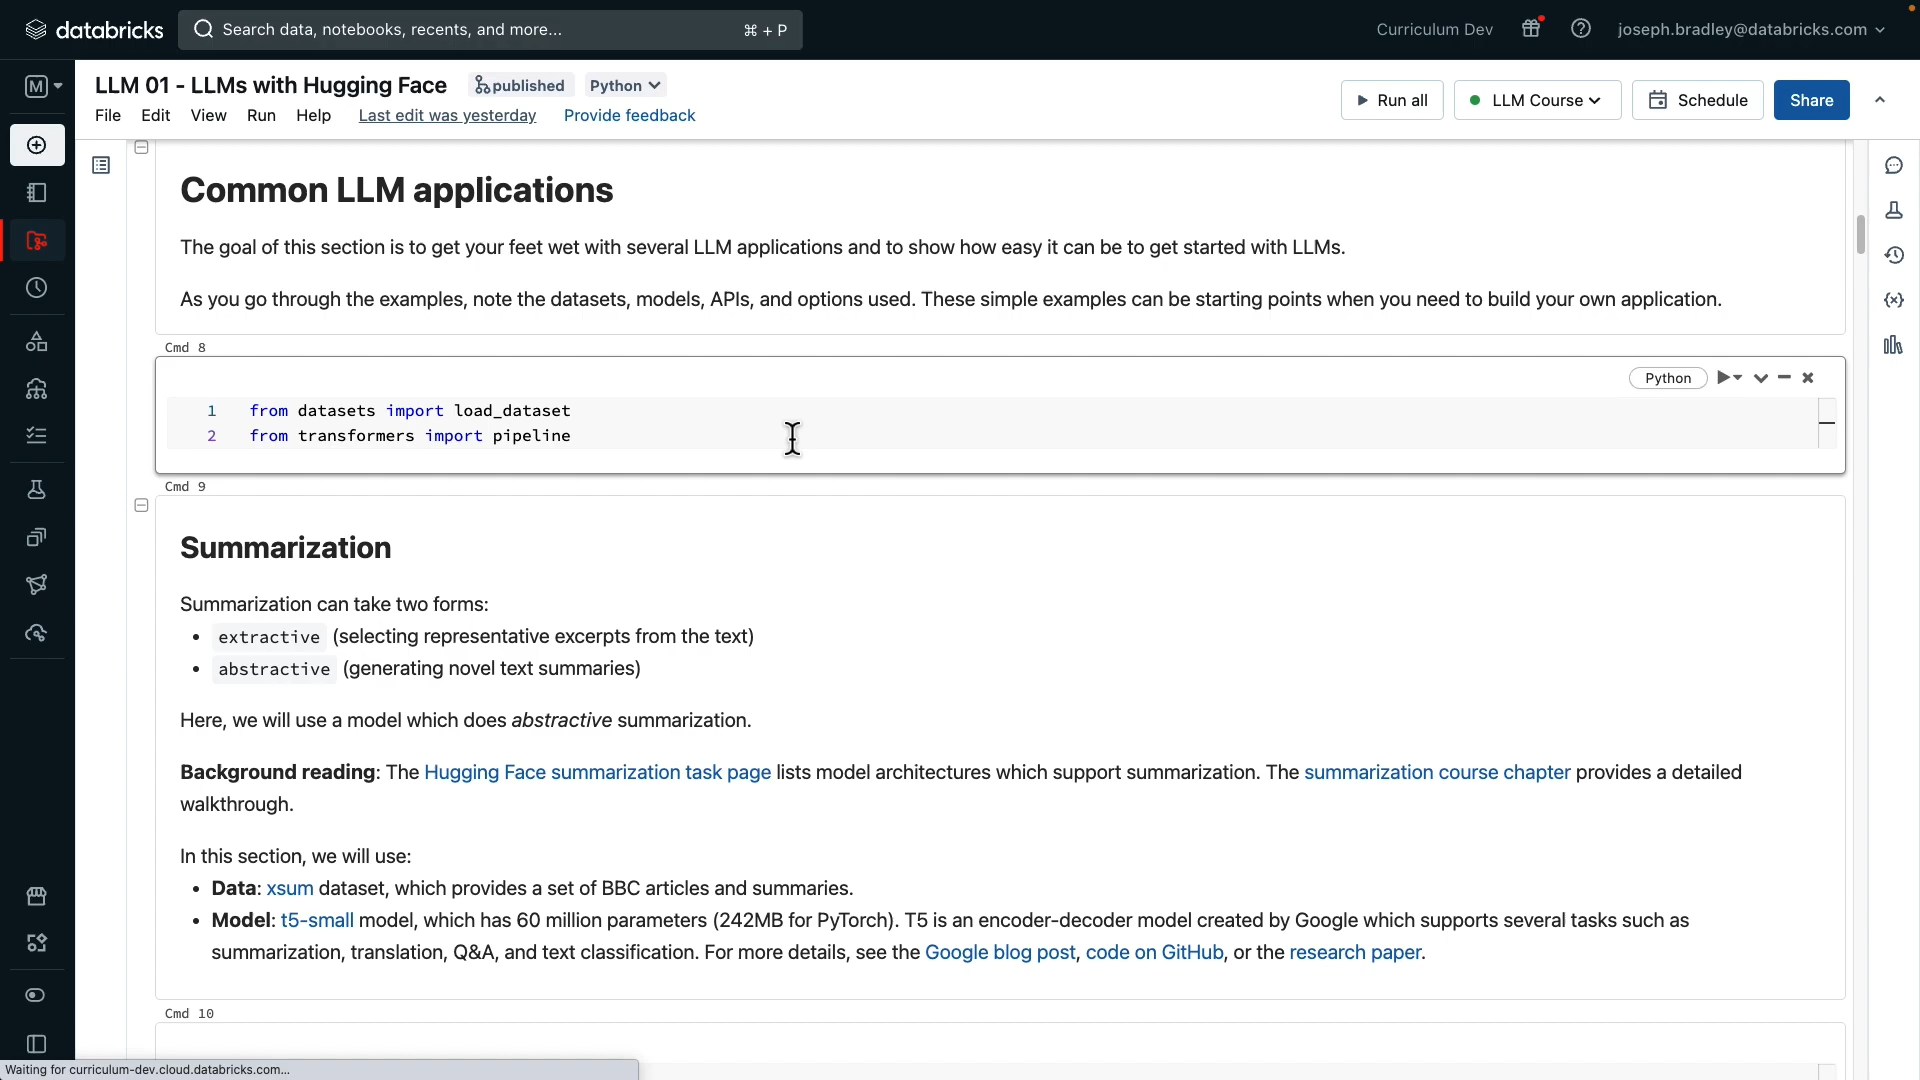 databricks
Search data, notebooks, recents, and more... ⌘ + P
Curriculum Dev
joseph.bradley@databricks.com
M
LLM 01 - LLMs with Hugging Face
published
Python
File Edit View Run Help Last edit was yesterday Provide feedback
Run all
LLM Course
Schedule
Share
Common LLM applications
The goal of this section is to get your feet wet with several LLM applications and to show how easy it can be to get started with LLMs.
As you go through the examples, note the datasets, models, APIs, and options used. These simple examples can be starting points when you need to build your own application.
Cmd 8
Python
1 from datasets import load_dataset
2 from transformers import pipeline
Cmd 9
Summarization
Summarization can take two forms:
• extractive (selecting representative excerpts from the text)
• abstractive (generating novel text summaries)
Here, we will use a model which does abstractive summarization.
Background reading: The Hugging Face summarization task page lists model architectures which support summarization. The summarization course chapter provides a detailed
walkthrough.
In this section, we will use:
• Data: xsum dataset, which provides a set of BBC articles and summaries.
• Model: t5-small model, which has 60 million parameters (242MB for PyTorch). T5 is an encoder-decoder model created by Google which supports several tasks such as
summarization, translation, Q&A, and text classification. For more details, see the Google blog post, code on GitHub, or the research paper.
Cmd 10
Waiting for curriculum-dev.cloud.databricks.com...